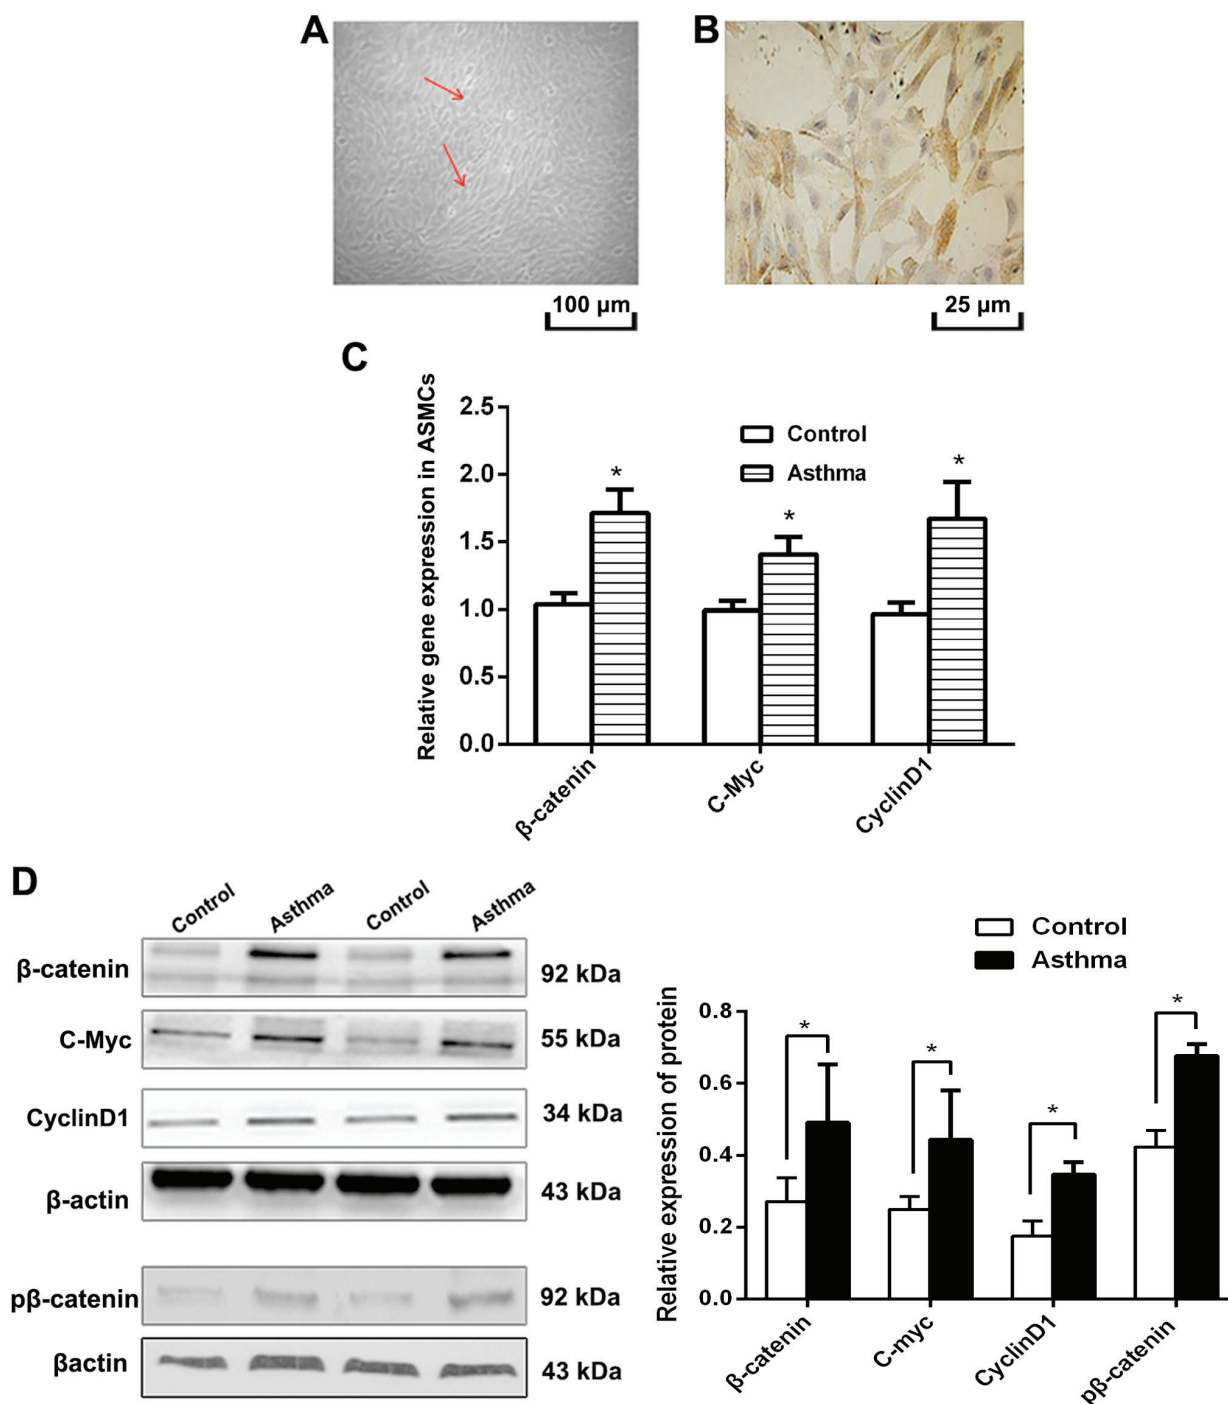 A
B
100 µm
25 µm
C
Relative gene expression in ASMCs
2.5
2.0
1.5
1.0
0.5
0.0
Control
Asthma
*
*
*
β-catenin
C-Myc
CyclinD1
D
Control
Asthma
Control
Asthma
β-catenin
92 kDa
C-Myc
55 kDa
CyclinD1
34 kDa
β-actin
43 kDa
pβ-catenin
92 kDa
βactin
43 kDa
Control
Asthma
Relative expression of protein
0.8
0.6
0.4
0.2
0.0
*
*
*
*
β-catenin
C-myc
CyclinD1
pβ-catenin